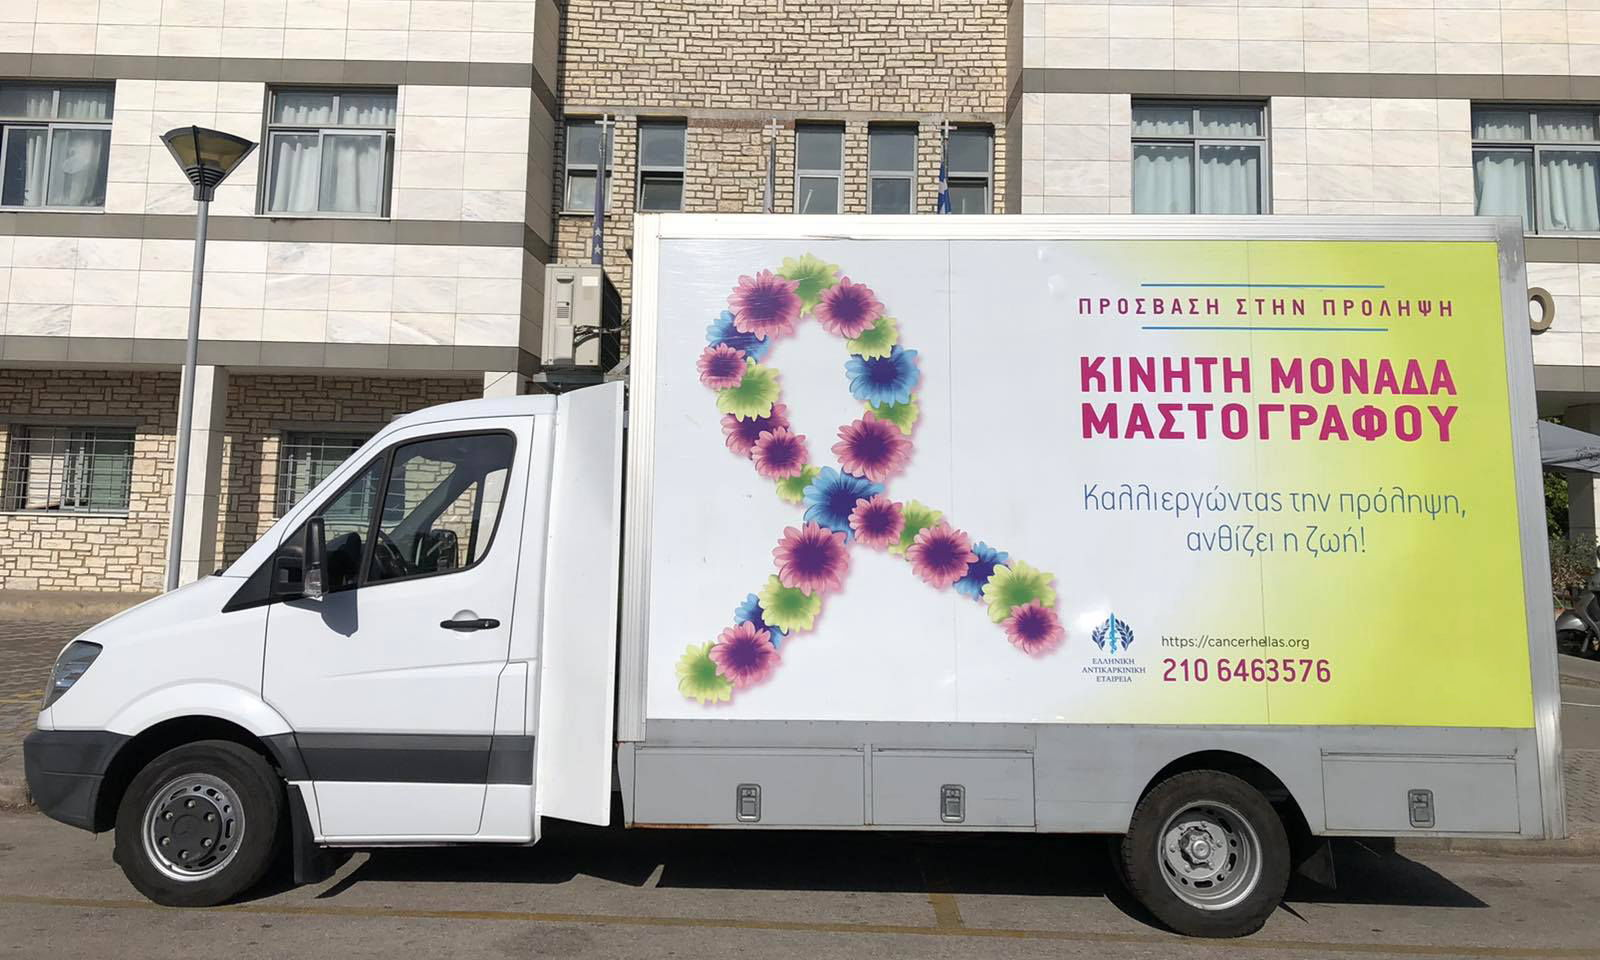 ΠΡΟΣΒΑΣΗ ΣΤΗΝ ΠΡΟΛΗΨΗ
ΚΙΝΗΤΗ ΜΟΝΑΔΑ
ΜΑΣΤΟΓΡΑΦΟΥ
Καλλιεργώντας την πρόληψη,
ανθίζει η ζωή!
ΕΛΛΗΝΙΚΗ
ΑΝΤΙΚΑΡΚΙΝΙΚΗ
ΕΤΑΙΡΕΙΑ
https://cancerhellas.org
210 6463576